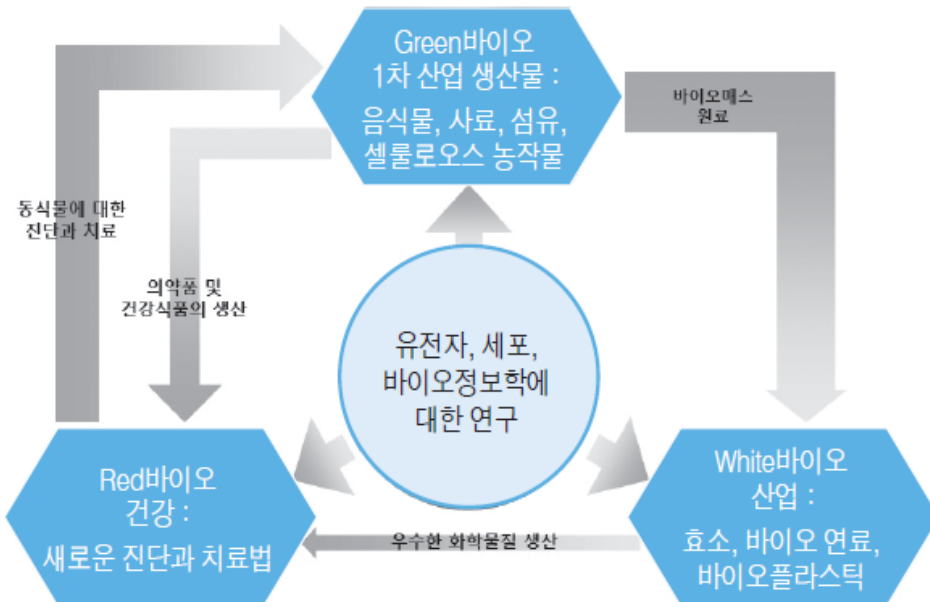 Green바이오
1차 산업 생산물 :
음식물, 사료, 섬유,
셀룰로오스 농작물
바이오매스
원료
동식물에 대한
진단과 치료
의약품 및
건강식품의 생산
유전자, 세포,
바이오정보학에
대한 연구
Red바이오
건강 :
새로운 진단과 치료법
우수한 화학물질 생산
White바이오
산업 :
효소, 바이오 연료,
바이오플라스틱